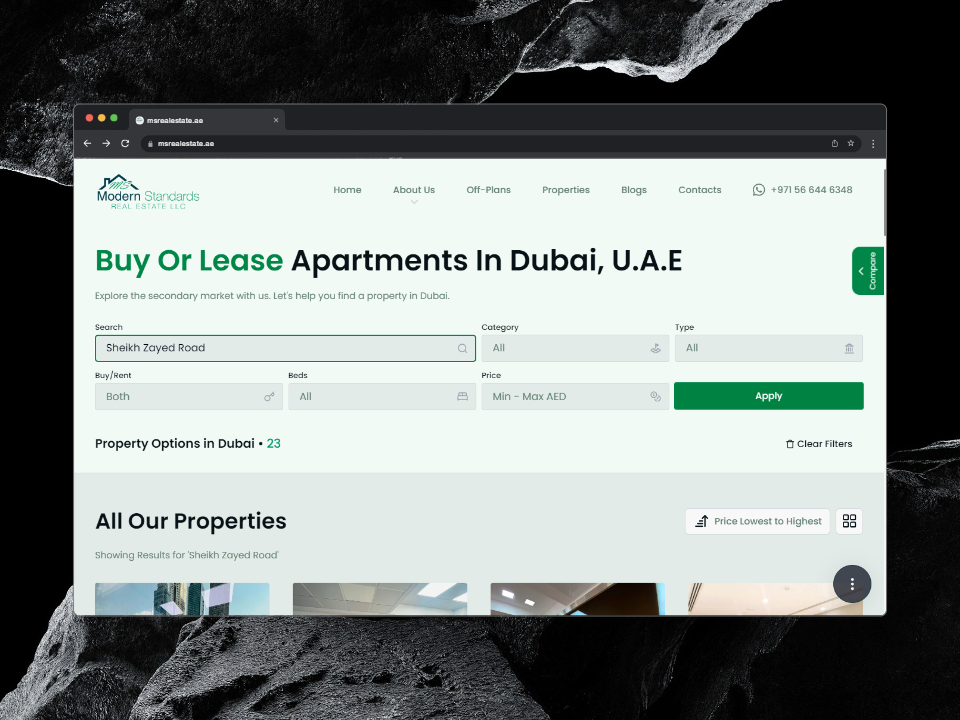 msrealestate.ae
msrealestate.ae
ms
Modern Standards
REAL ESTATE LLC
Home
About Us
Off-Plans
Properties
Blogs
Contacts
+971 56 644 6348
Buy Or Lease Apartments In Dubai, U.A.E
Explore the secondary market with us. Let's help you find a property in Dubai.
Compare
Search
Sheikh Zayed Road
Category
All
Type
All
Buy/Rent
Both
Beds
All
Price
Min - Max AED
Apply
Property Options in Dubai • 23
Clear Filters
All Our Properties
Price Lowest to Highest
Showing Results for 'Sheikh Zayed Road'